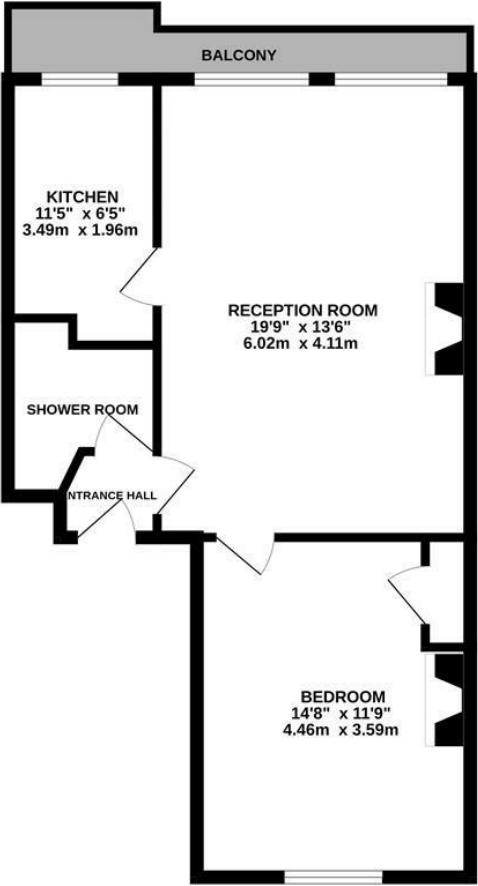 BALCONY
KITCHEN
11'5" x 6'5"
3.49m x 1.96m
RECEPTION ROOM
19'9" x 13'6"
6.02m x 4.11m
SHOWER ROOM
NTRANCE HALL
BEDROOM
14'8" x 11'9"
4.46m x 3.59m